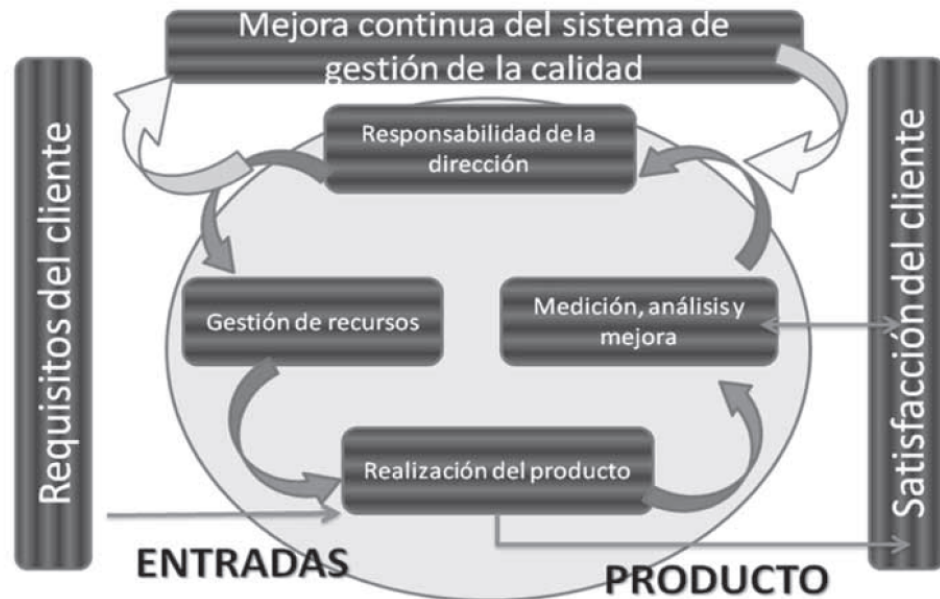 Mejora continua del sistema de
gestión de la calidad
Requisitos del cliente
Responsabilidad de la
dirección
Gestión de recursos
Medición, análisis y
mejora
Realización del producto
Satisfacción del cliente
ENTRADAS
PRODUCTO